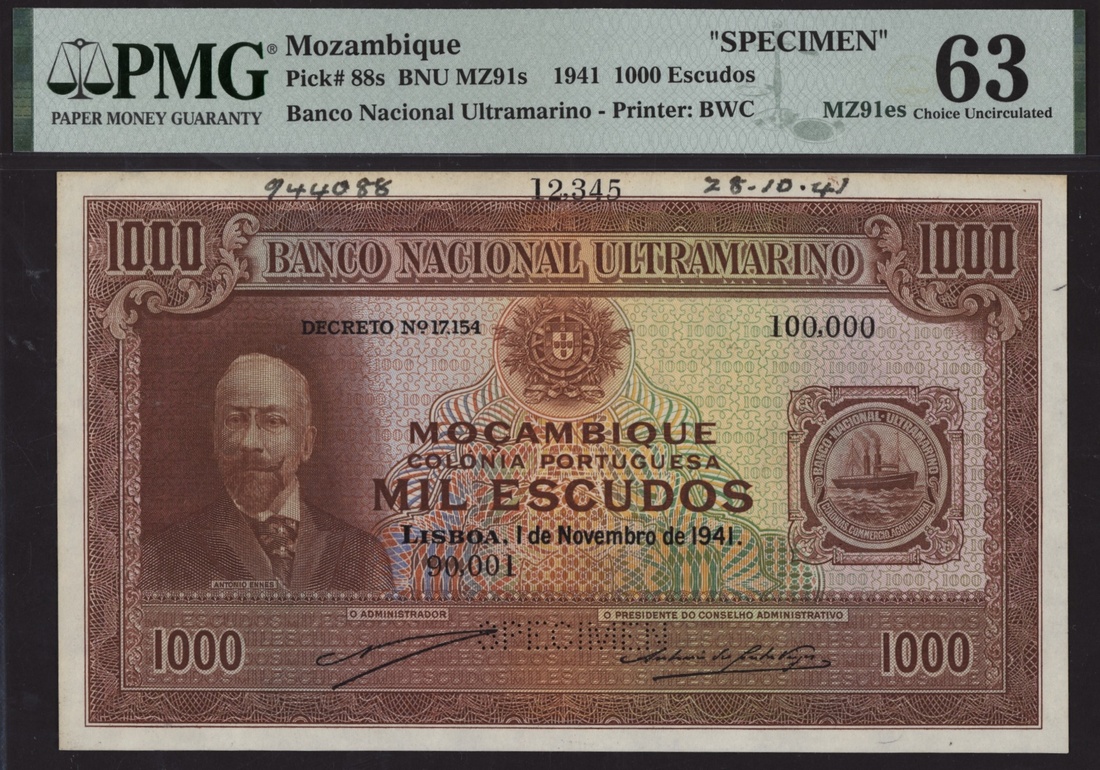 PMG®
PAPER MONEY GUARANTY
Mozambique
Pick# 88s BNU MZ91s 1941 1000 Escudos
Banco Nacional Ultramarino - Printer: BWC
"SPECIMEN"
MZ91es
63
Choice Uncirculated
944088 12,345 28-10-41
1000 BANCO NACIONAL ULTRAMARINO 1000
DECRETO Nº 17.154 100,000
MOÇAMBIQUE
COLONIA PORTUGUESA
MIL ESCUDOS
LISBOA, 1 de Novembro de 1941.
90,001
BANCO NACIONAL ULTRAMARINO
ANTONIO ENNES
O ADMINISTRADOR O PRESIDENTE DO CONSELHO ADMINISTRATIVO
1000 SPECIMEN 1000